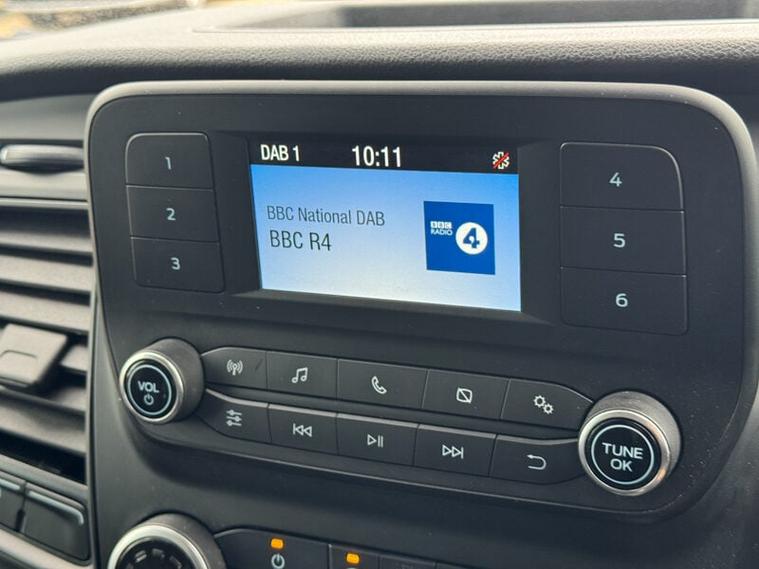 DAB 1 10:11
BBC National DAB
BBC R4
BBC
RADIO 4
1
2
3
4
5
6
VOL
TUNE
OK